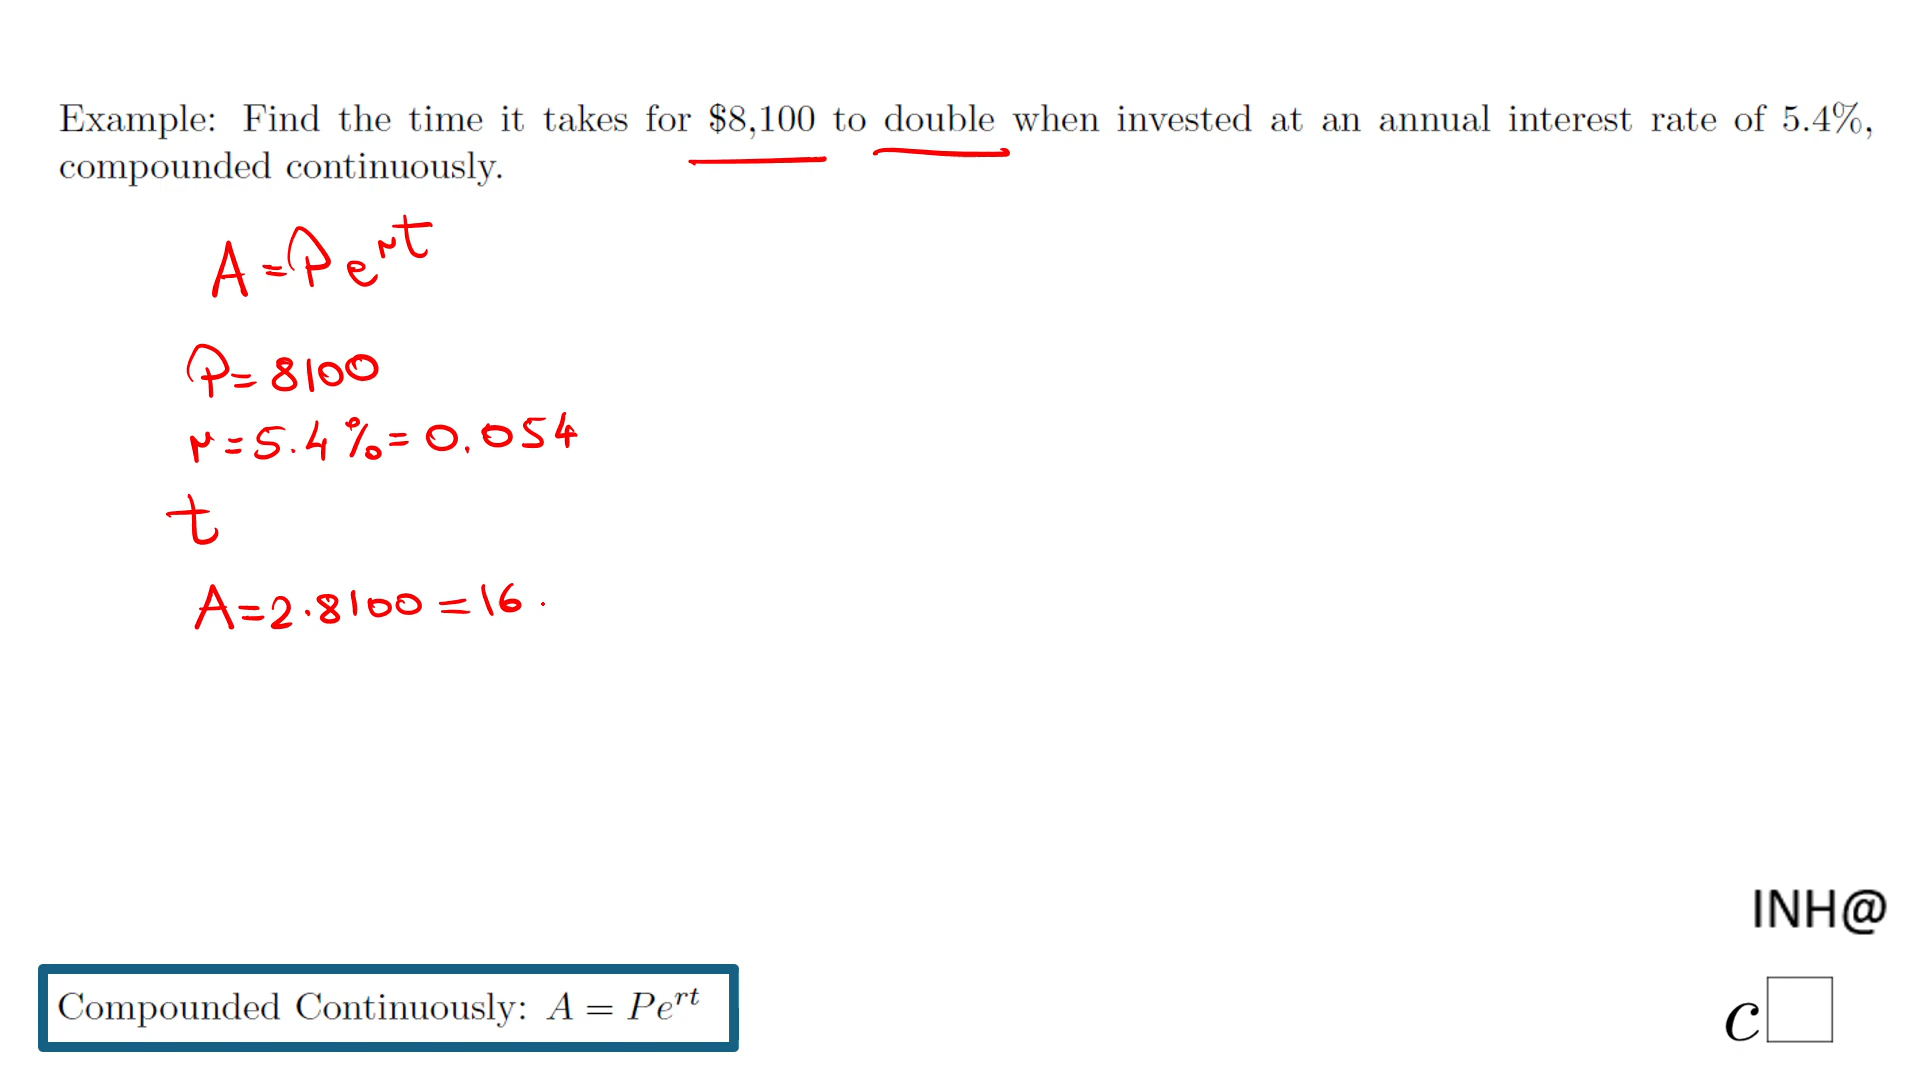 Example: Find the time it takes for $8,100 to double when invested at an annual interest rate of 5.4%,
compounded continuously.
A = Pe^{rt}
P = 8100
r = 5.4% = 0.054
t
A = 2·8100 = 16·
INH@
Compounded Continuously: A = Pe^{rt}
c□